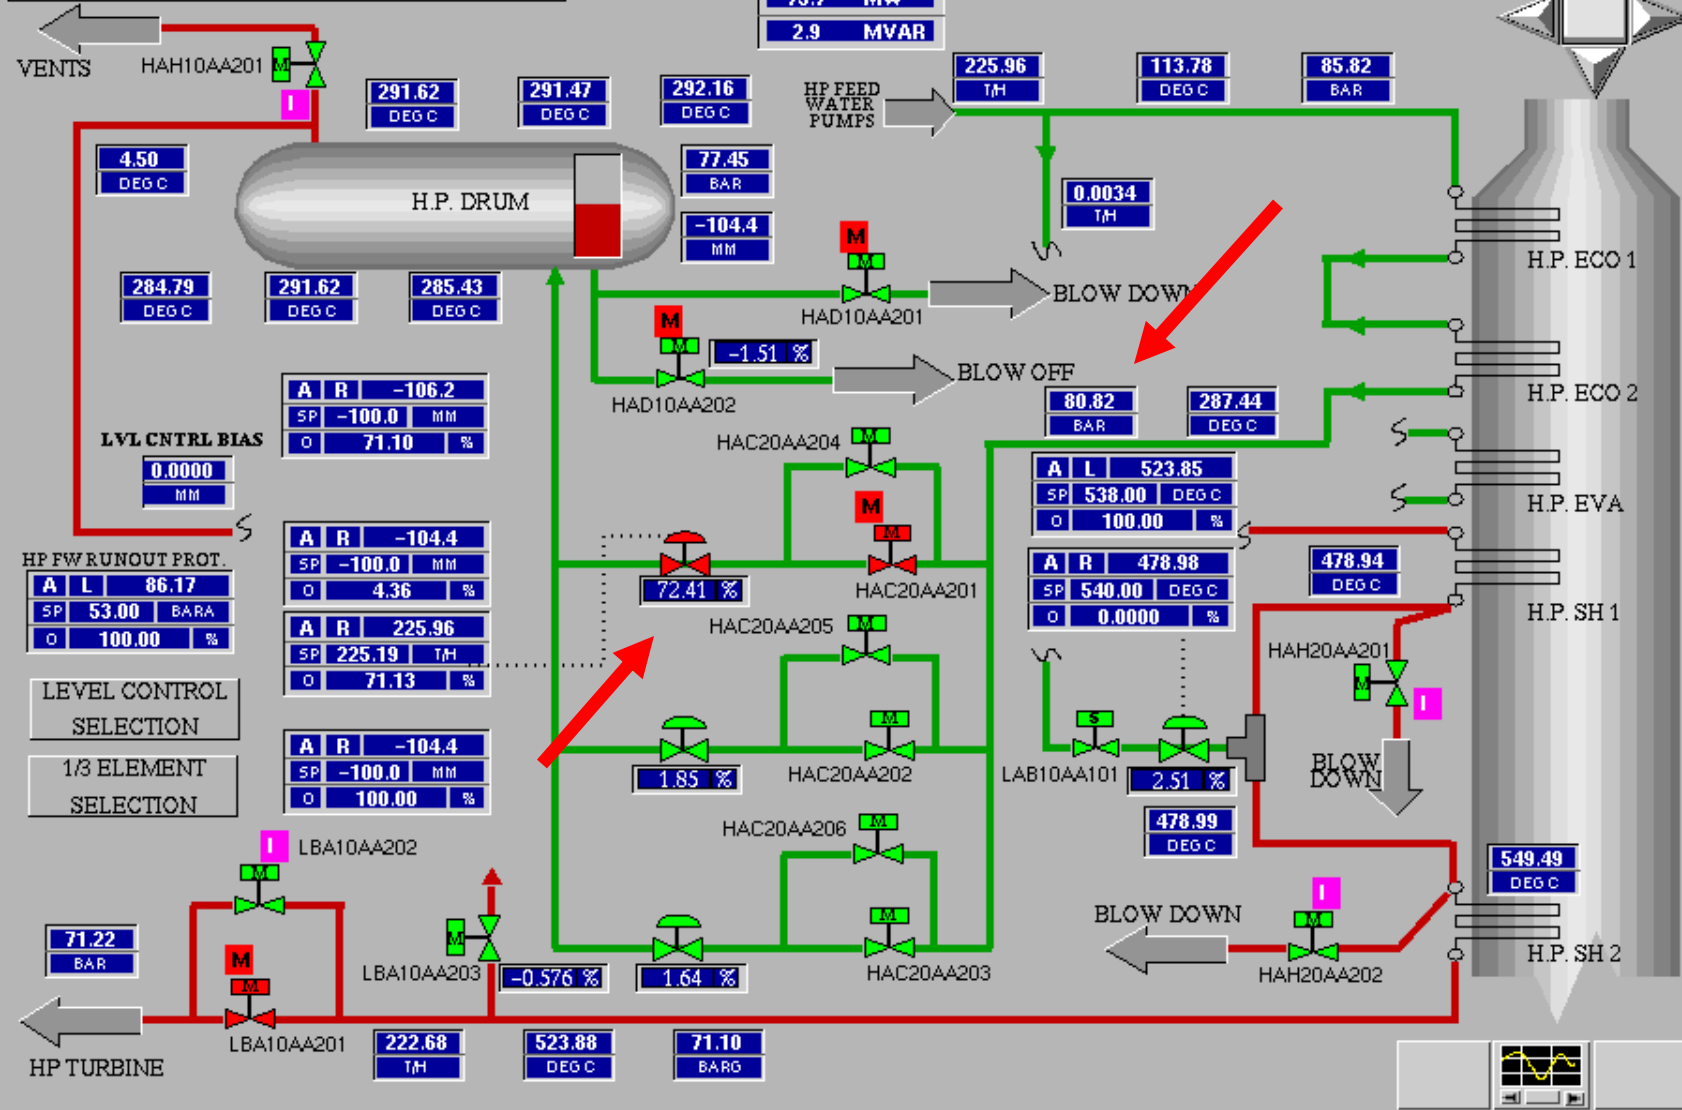 MW
2.9 MVAR
VENTS
HAH10AA201
M
I
291.62
DEG C
291.47
DEG C
292.16
DEG C
HP FEED
WATER
PUMPS
225.96
T/H
113.78
DEG C
85.82
BAR
4.50
DEG C
H.P. DRUM
77.45
BAR
-104.4
MM
0.0034
T/H
284.79
DEG C
291.62
DEG C
285.43
DEG C
M
M
BLOW DOWN
HAD10AA201
M
M
-1.51 %
BLOW OFF
HAD10AA202
H.P. ECO 1
H.P. ECO 2
80.82
BAR
287.44
DEG C
A R -106.2
SP -100.0 MM
O 71.10 %
LVL CNTRL BIAS
0.0000
MM
HAC20AA204
M
M
M
HAC20AA201
72.41 %
A L 523.85
SP 538.00 DEG C
O 100.00 %
H.P. EVA
A R -104.4
SP -100.0 MM
O 4.36 %
HP FW RUNOUT PROT.
A L 86.17
SP 53.00 BARA
O 100.00 %
A R 478.98
SP 540.00 DEG C
O 0.0000 %
478.94
DEG C
H.P. SH 1
A R 225.96
SP 225.19 T/H
O 71.13 %
HAC20AA205
M
HAH20AA201
M
I
LEVEL CONTROL
SELECTION
A R -104.4
SP -100.0 MM
O 100.00 %
1/3 ELEMENT
SELECTION
M
HAC20AA202
1.85 %
S
LAB10AA101
2.51 %
BLOW
DOWN
478.99
DEG C
HAC20AA206
M
I
LBA10AA202
M
549.49
DEG C
I
BLOW DOWN
M
HAH20AA202
H.P. SH 2
M
HAC20AA203
1.64 %
M
LBA10AA203
-0.576 %
71.22
BAR
M
M
LBA10AA201
HP TURBINE
222.68
T/H
523.88
DEG C
71.10
BARG